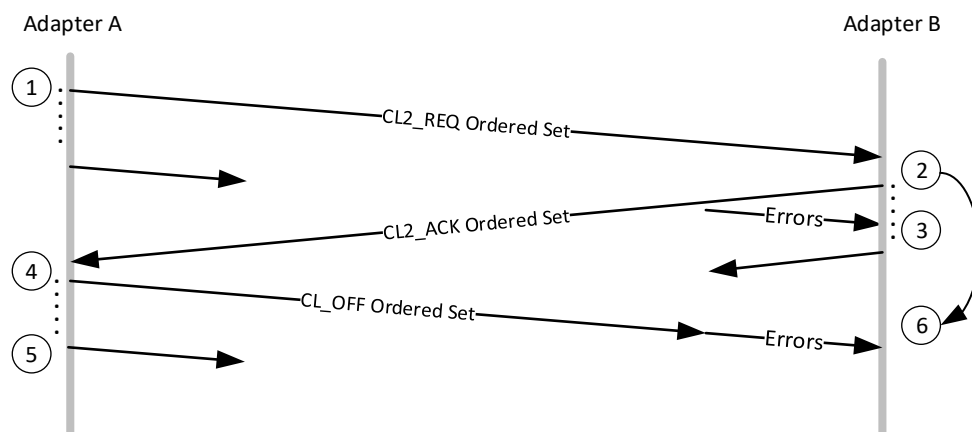 Adapter A
Adapter B
1
CL2_REQ Ordered Set
2
CL2_ACK Ordered Set
Errors
3
4
CL_OFF Ordered Set
Errors
6
5